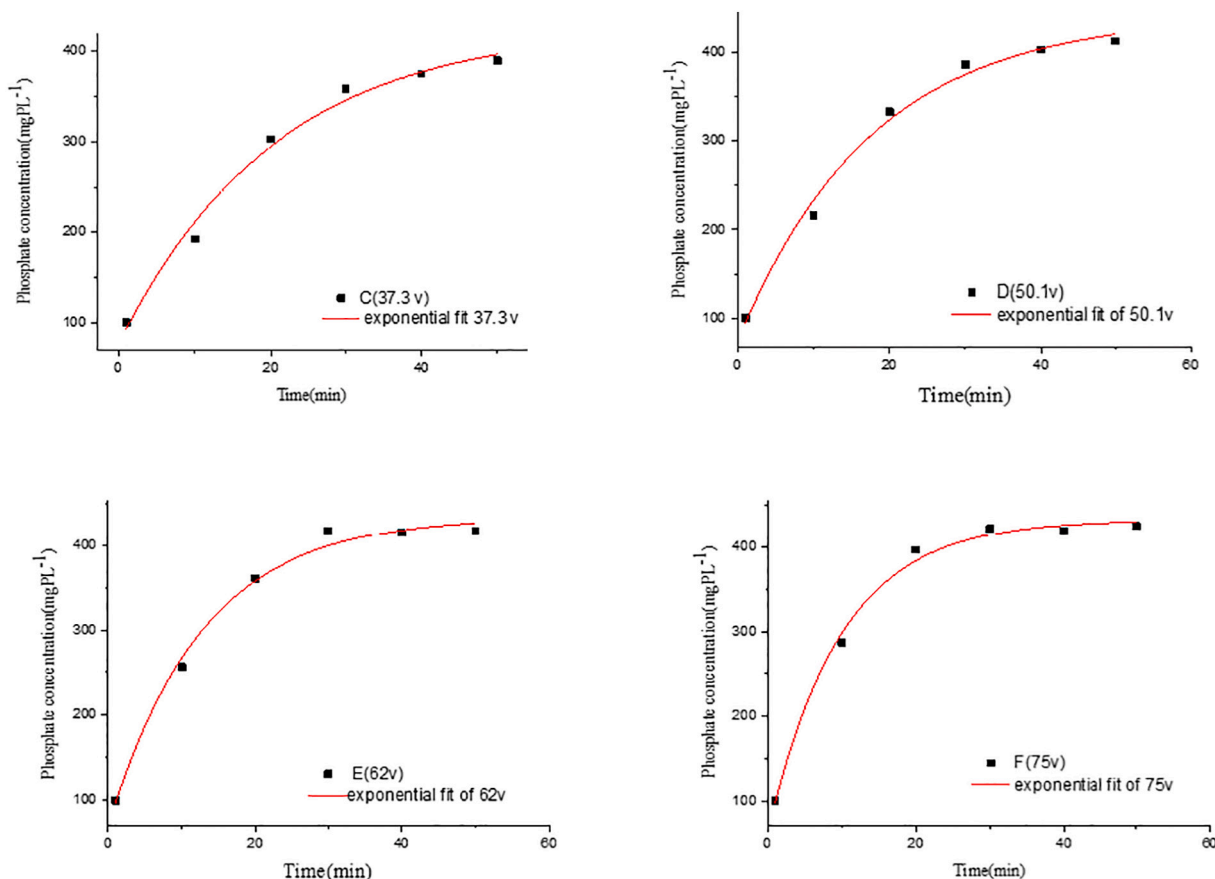 Phosphate concentration(mgPL⁻¹)
400
300
200
100
C(37.3 v)
exponential fit 37.3 v
0
20
40
Time(min)
Phosphate concentration(mgPL⁻¹)
400
300
200
100
D(50.1v)
exponential fit of 50.1v
0
20
40
60
Time(min)
Phosphate concentration(mgPL⁻¹)
400
300
200
100
E(62v)
exponential fit of 62v
0
20
40
60
Time(min)
Phosphate concentration(mgPL⁻¹)
400
300
200
100
F(75v)
exponential fit of 75v
0
20
40
60
Time(min)